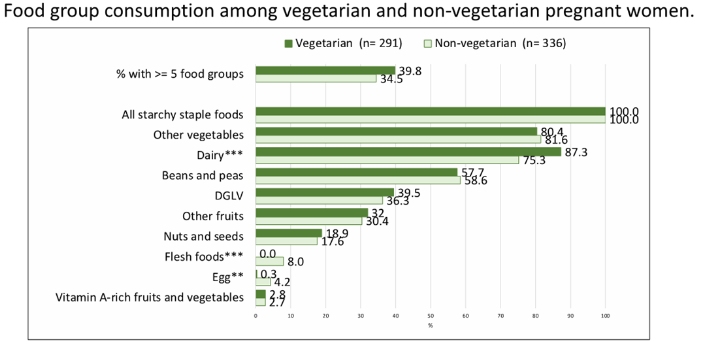 Food group consumption among vegetarian and non-vegetarian pregnant women.
Vegetarian (n= 291) Non-vegetarian (n= 336)
% with >= 5 food groups 39.8
34.5
All starchy staple foods 100.0
100.0
Other vegetables 80.4
81.6
Dairy*** 87.3
75.3
Beans and peas 57.7
58.6
DGLV 39.5
36.3
Other fruits 32
30.4
Nuts and seeds 18.9
17.6
Flesh foods*** 0.0
8.0
Egg** 0.3
4.2
Vitamin A-rich fruits and vegetables 2.8
2.7
0 10 20 30 40 50 60 70 80 90 100
%